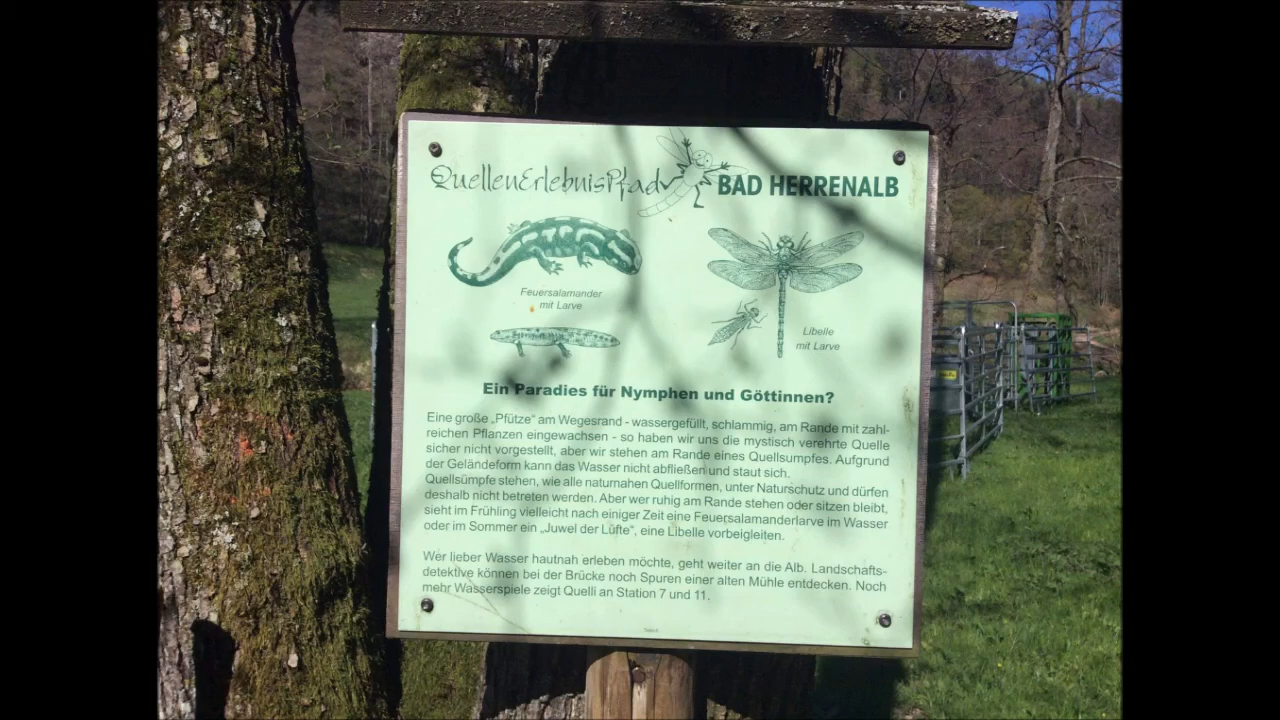 QuellenErlebnisPfad BAD HERRENALB
Feuersalamander
mit Larve
Libelle
mit Larve
Ein Paradies für Nymphen und Göttinnen?
Eine große „Pfütze“ am Wegesrand - wassergefüllt, schlammig, am Rande mit zahl-
reichen Pflanzen eingewachsen - so haben wir uns die mystisch verehrte Quelle
sicher nicht vorgestellt, aber wir stehen am Rande eines Quellsumpfes. Aufgrund
der Geländeform kann das Wasser nicht abfließen und staut sich.
Quellsümpfe stehen, wie alle naturnahen Quellformen, unter Naturschutz und dürfen
deshalb nicht betreten werden. Aber wer ruhig am Rande stehen oder sitzen bleibt,
sieht im Frühling vielleicht nach einiger Zeit eine Feuersalamanderlarve im Wasser
oder im Sommer ein „Juwel der Lüfte“, eine Libelle vorbeigleiten.
Wer lieber Wasser hautnah erleben möchte, geht weiter an die Alb. Landschafts-
detektive können bei der Brücke noch Spuren einer alten Mühle entdecken. Noch
mehr Wasserspiele zeigt Quelli an Station 7 und 11.